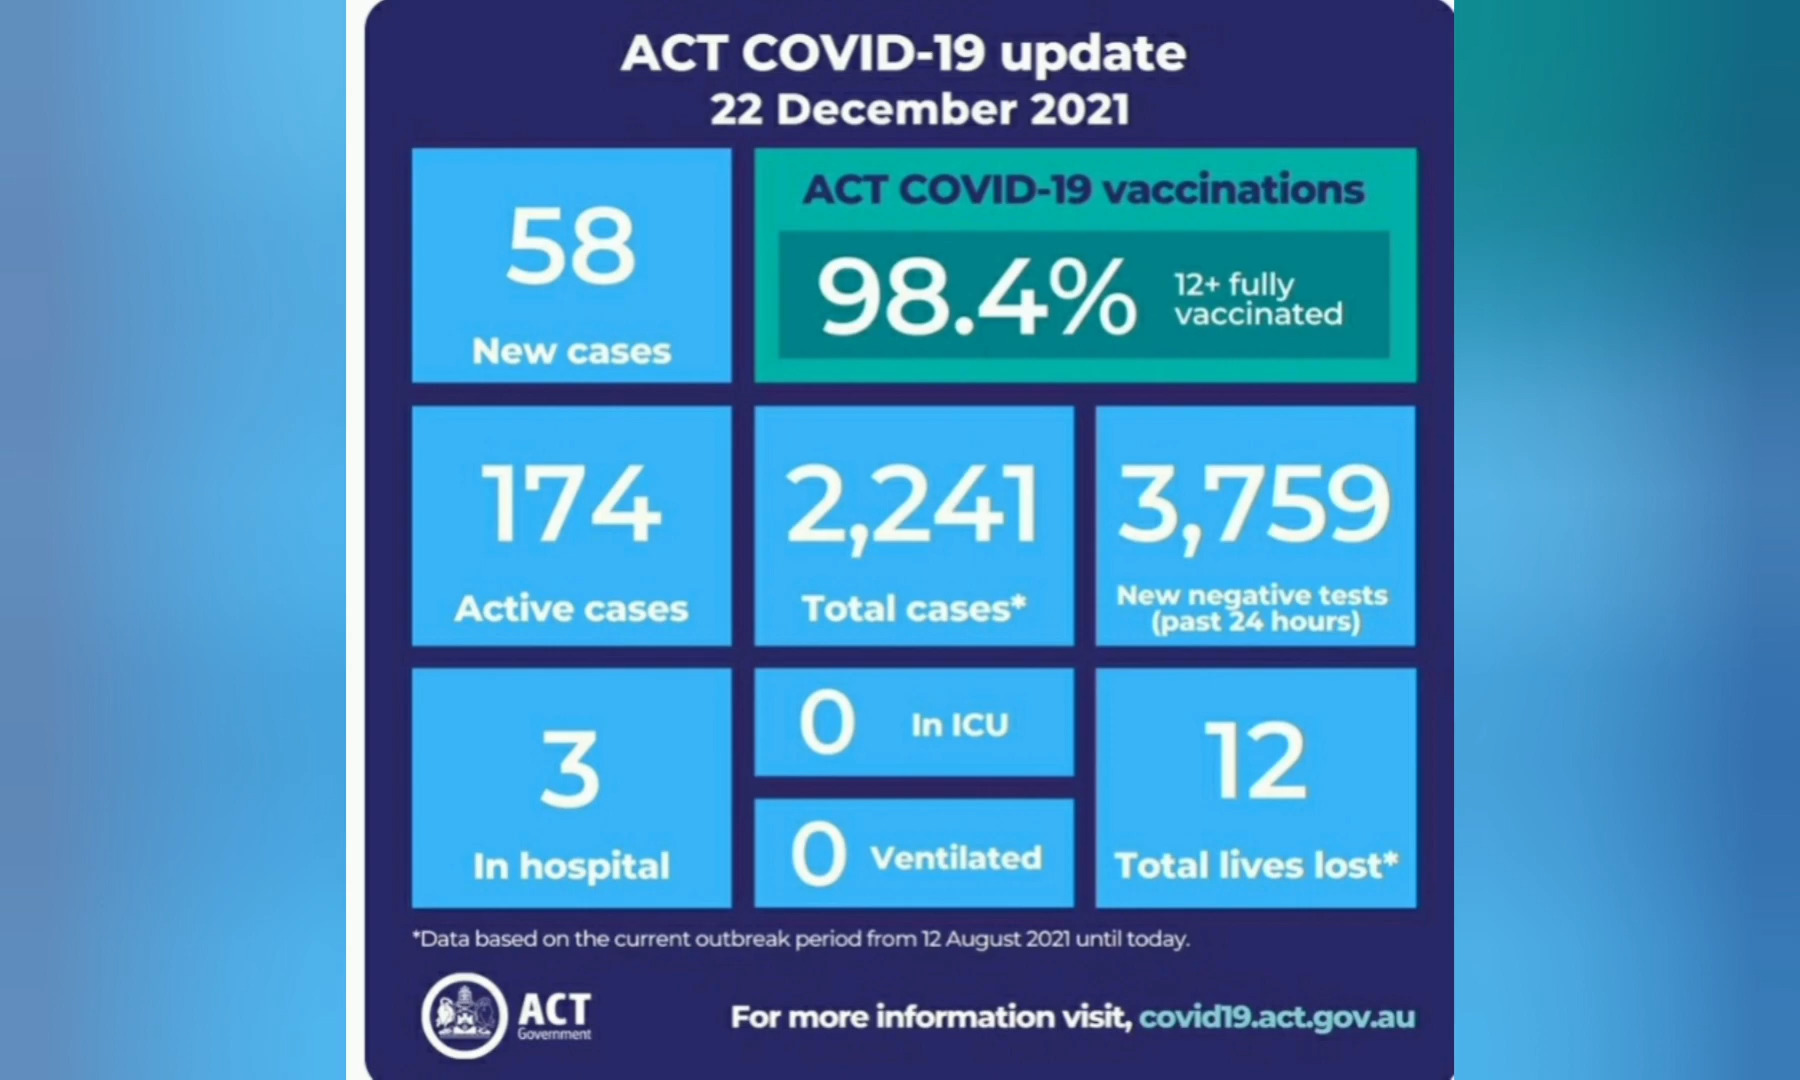 ACT COVID-19 update
22 December 2021
58
New cases
ACT COVID-19 vaccinations
98.4%
12+ fully
vaccinated
174
Active cases
2,241
Total cases*
3,759
New negative tests
(past 24 hours)
3
In hospital
0 In ICU
0 Ventilated
12
Total lives lost*
*Data based on the current outbreak period from 12 August 2021 until today.
ACT
Government
For more information visit, covid19.act.gov.au